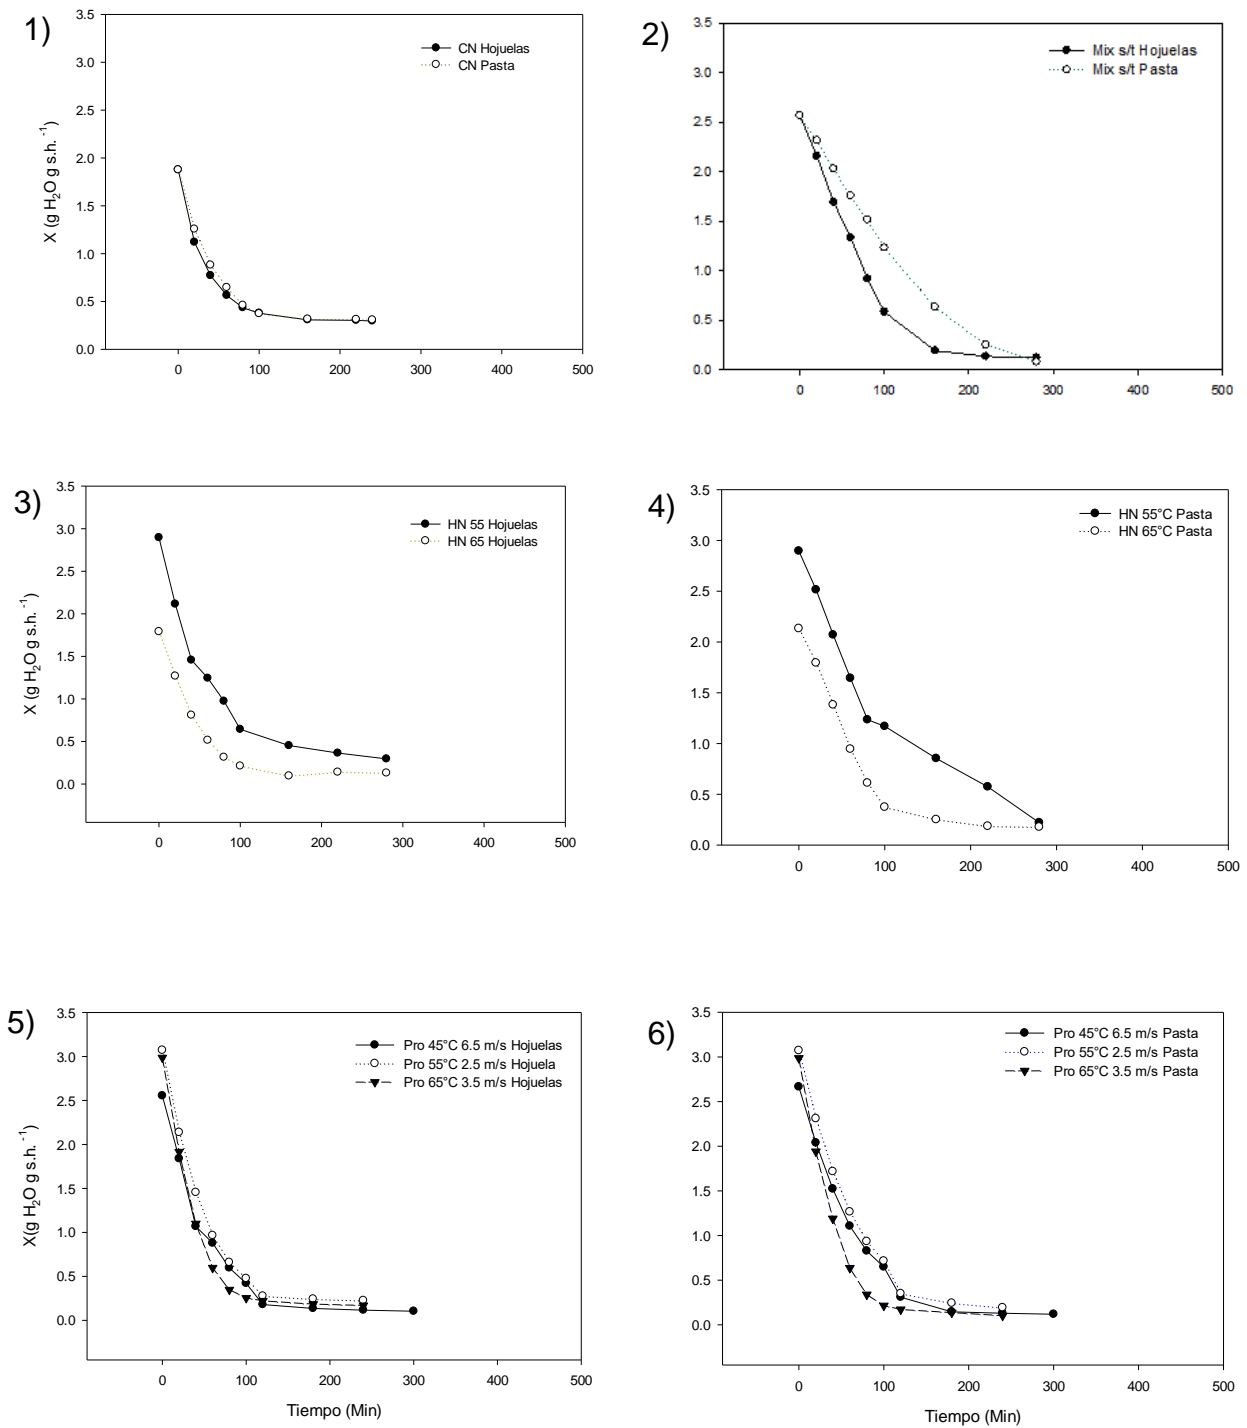 1)
3.5
3.0
2.5
2.0
1.5
1.0
0.5
0.0
X (g H₂O g s.h. ⁻¹)
CN Hojuelas
CN Pasta
0 100 200 300 400 500
2)
3.5
3.0
2.5
2.0
1.5
1.0
0.5
0.0
Mix s/t Hojuelas
Mix s/t Pasta
0 100 200 300 400 500
3)
3.5
3.0
2.5
2.0
1.5
1.0
0.5
0.0
X (g H₂O g s.h. ⁻¹)
HN 55 Hojuelas
HN 65 Hojuelas
0 100 200 300 400 500
4)
3.5
3.0
2.5
2.0
1.5
1.0
0.5
0.0
HN 55°C Pasta
HN 65°C Pasta
0 100 200 300 400 500
5)
3.5
3.0
2.5
2.0
1.5
1.0
0.5
0.0
X(g H₂O g s.h. ⁻¹)
Pro 45°C 6.5 m/s Hojuelas
Pro 55°C 2.5 m/s Hojuela
Pro 65°C 3.5 m/s Hojuelas
0 100 200 300 400 500
Tiempo (Min)
6)
3.5
3.0
2.5
2.0
1.5
1.0
0.5
0.0
Pro 45°C 6.5 m/s Pasta
Pro 55°C 2.5 m/s Pasta
Pro 65°C 3.5 m/s Pasta
0 100 200 300 400 500
Tiempo (Min)